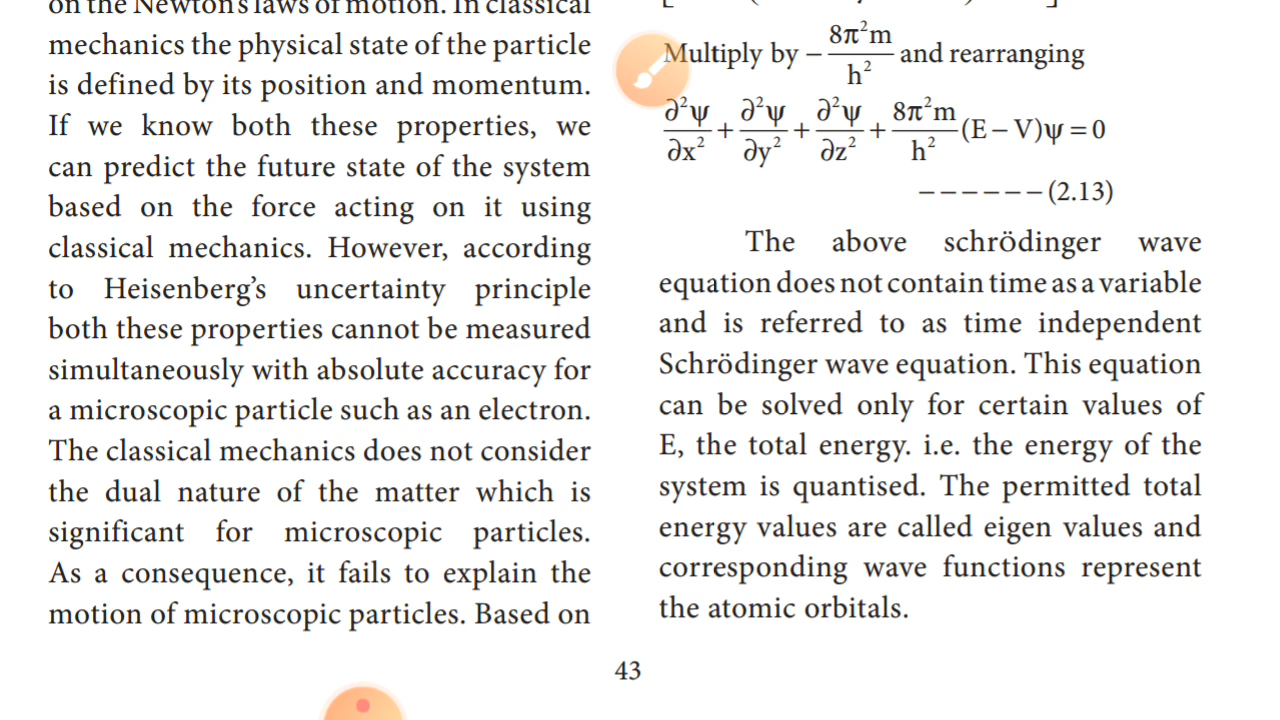 on the Newton's laws of motion. In classical
mechanics the physical state of the particle
is defined by its position and momentum.
If we know both these properties, we
can predict the future state of the system
based on the force acting on it using
classical mechanics. However, according
to Heisenberg's uncertainty principle
both these properties cannot be measured
simultaneously with absolute accuracy for
a microscopic particle such as an electron.
The classical mechanics does not consider
the dual nature of the matter which is
significant for microscopic particles.
As a consequence, it fails to explain the
motion of microscopic particles. Based on
Multiply by − 8π²m/h² and rearranging
∂²ψ/∂x² + ∂²ψ/∂y² + ∂²ψ/∂z² + 8π²m/h² (E − V)ψ = 0
− − − − − − (2.13)
The above schrödinger wave
equation does not contain time as a variable
and is referred to as time independent
Schrödinger wave equation. This equation
can be solved only for certain values of
E, the total energy. i.e. the energy of the
system is quantised. The permitted total
energy values are called eigen values and
corresponding wave functions represent
the atomic orbitals.
43